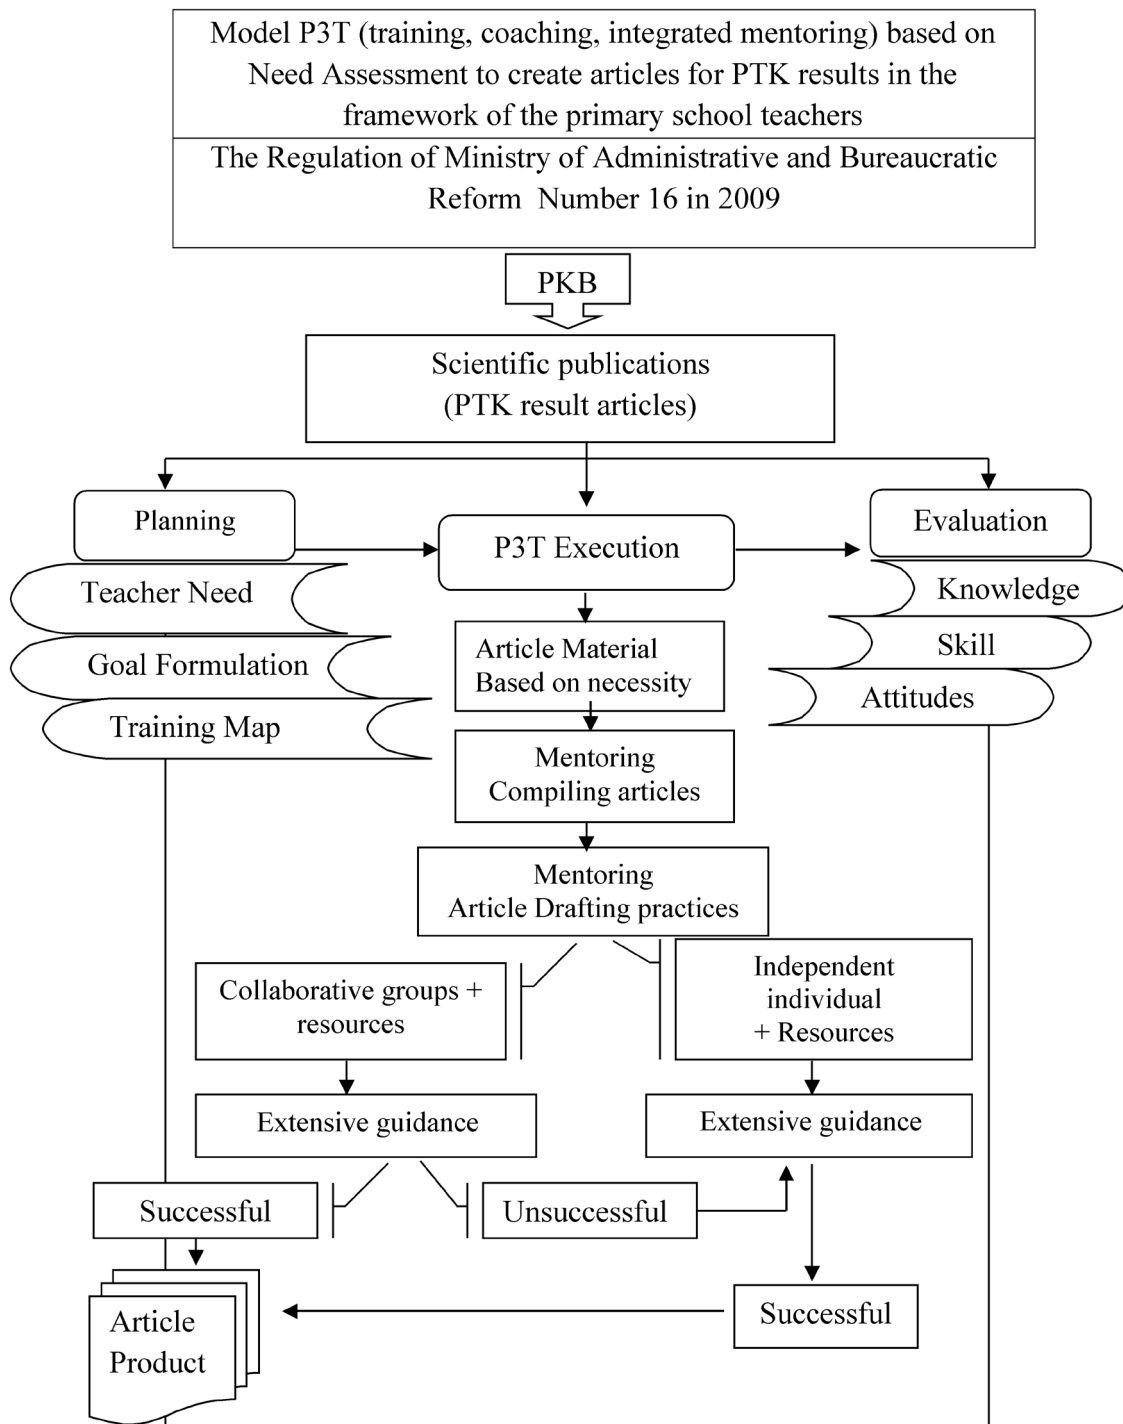 Model P3T (training, coaching, integrated mentoring) based on
Need Assessment to create articles for PTK results in the
framework of the primary school teachers
The Regulation of Ministry of Administrative and Bureaucratic
Reform Number 16 in 2009
PKB
Scientific publications
(PTK result articles)
Planning
P3T Execution
Evaluation
Teacher Need
Goal Formulation
Training Map
Knowledge
Skill
Attitudes
Article Material
Based on necessity
Mentoring
Compiling articles
Mentoring
Article Drafting practices
Collaborative groups +
resources
Independent
individual
+ Resources
Extensive guidance
Extensive guidance
Successful
Unsuccessful
Article
Product
Successful